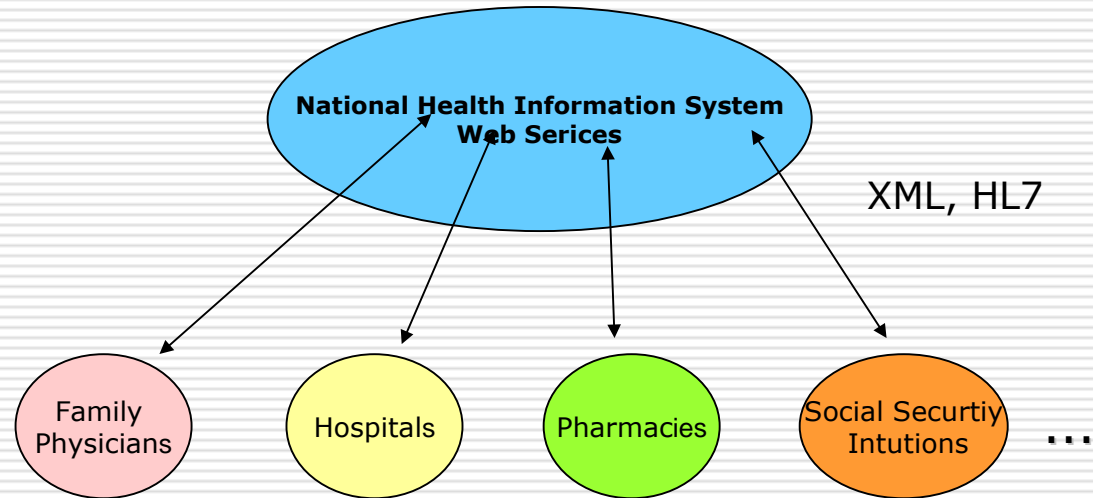 National Health Information System
Web Serices
XML, HL7
Family
Physicians
Hospitals
Pharmacies
Social Securtiy
Intutions
...